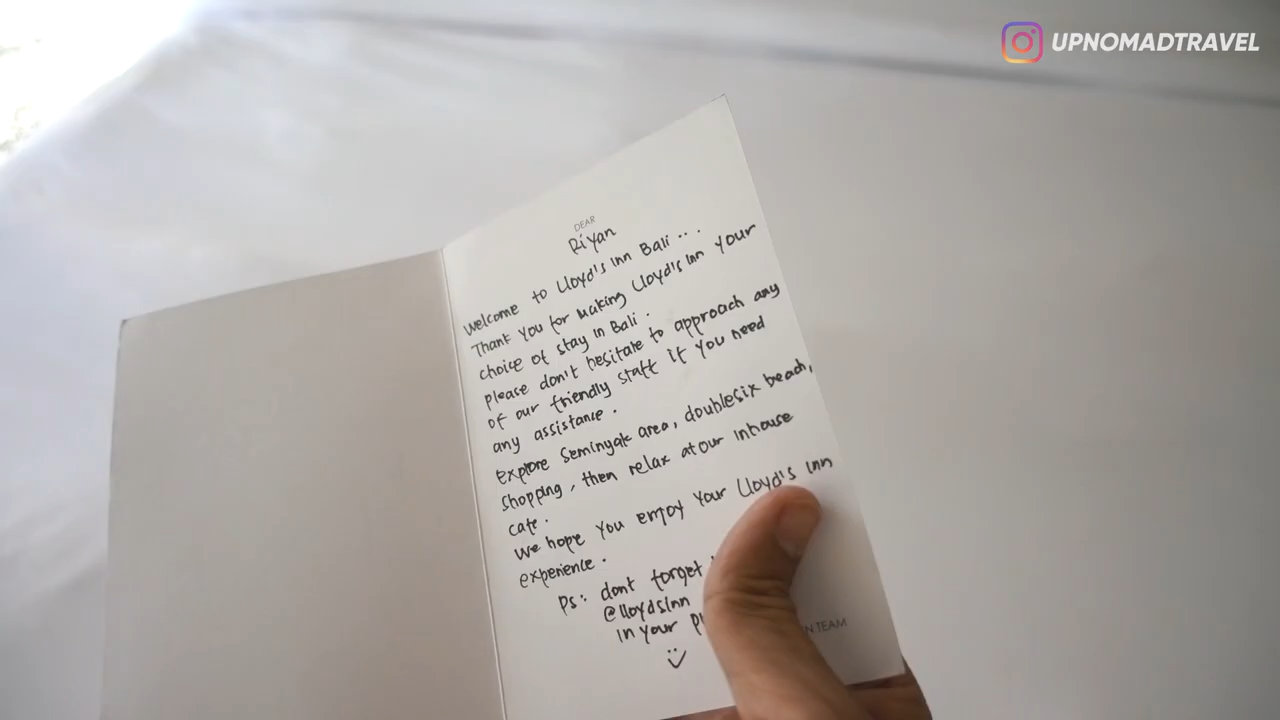 UPNOMADTRAVEL
DEAR
Riyan
Welcome to Lloyd's Inn Bali ...
Thank You for Making Lloyd's Inn Your
choice of stay in Bali .
please don't hesitate to approach any
of our friendly staff if You need
any assistance .
explore Seminyak area, doublesix beach,
Shopping , then relax at our inhouse
cafe .
We hope You enjoy Your Lloyd's Inn
experience .
Ps : dont forget
@lloydsinn
in Your
TEAM